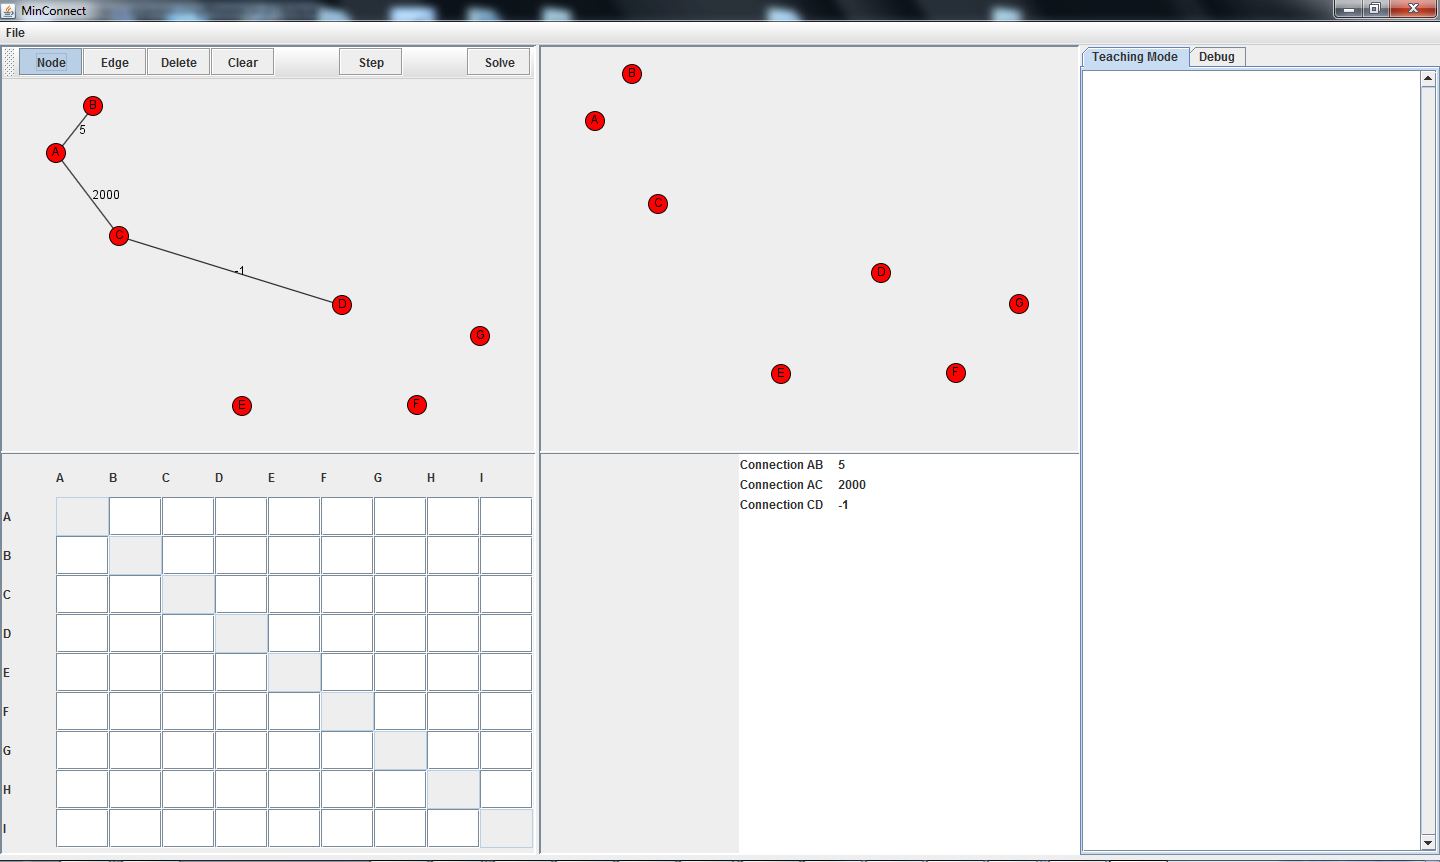 MinConnect
File
Node Edge Delete Clear Step Solve
B
5
A
2000
C
-1
D
G
E
F
B
A
C
D
G
E
F
A B C D E F G H I
A
B
C
D
E
F
G
H
I
Connection AB 5
Connection AC 2000
Connection CD -1
Teaching Mode Debug